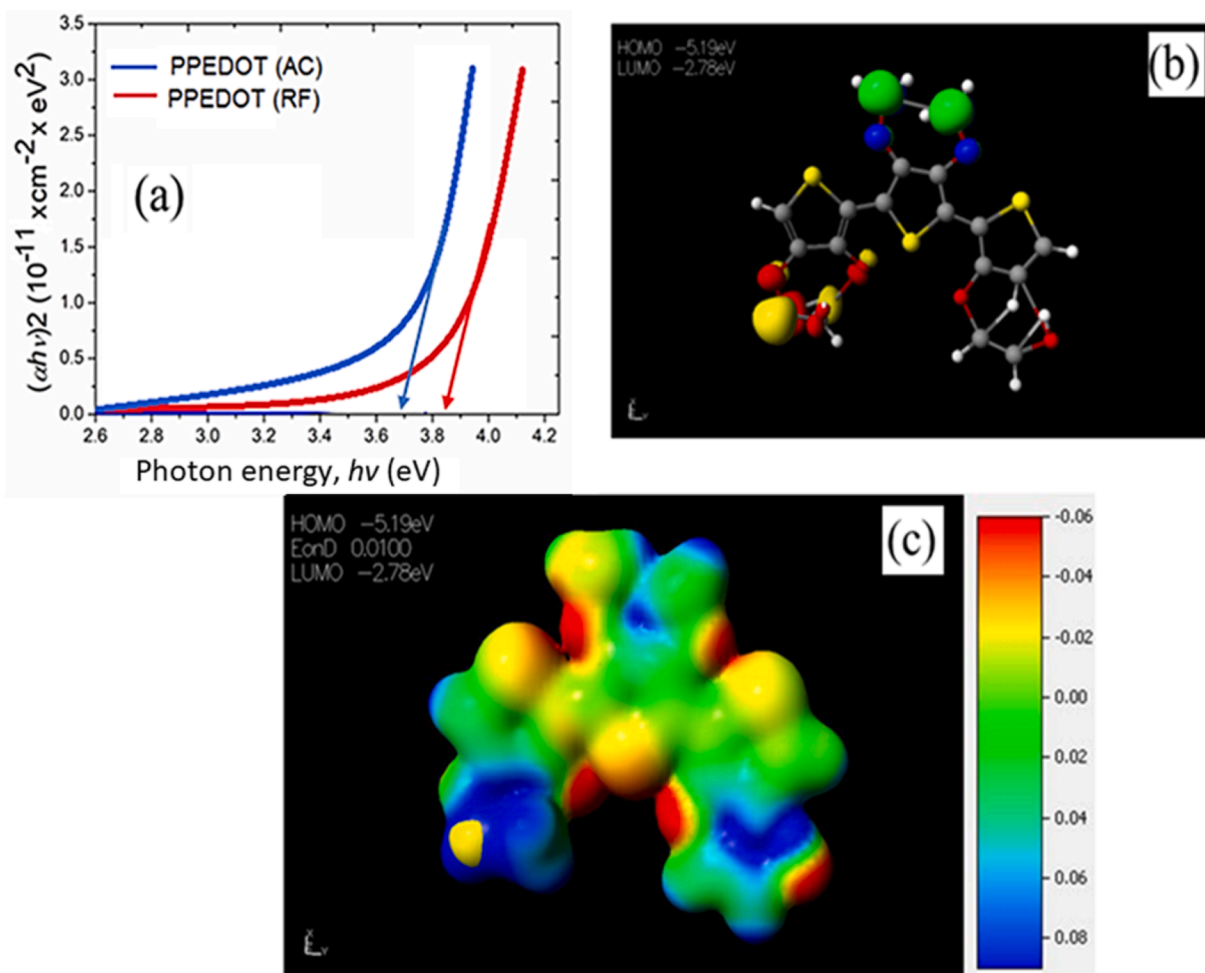 3.5
3.0
2.5
2.0
1.5
1.0
0.5
0.0
(αhν)2 (10⁻¹¹ xcm⁻² x eV²)
PPEDOT (AC)
PPEDOT (RF)
(a)
2.6 2.8 3.0 3.2 3.4 3.6 3.8 4.0 4.2
Photon energy, hν (eV)
HOMO -5.19eV
LUMO -2.78eV
(b)
X
Y
HOMO -5.19eV
EonD 0.0100
LUMO -2.78eV
(c)
X
Y
-0.06
-0.04
-0.02
0.00
0.02
0.04
0.06
0.08